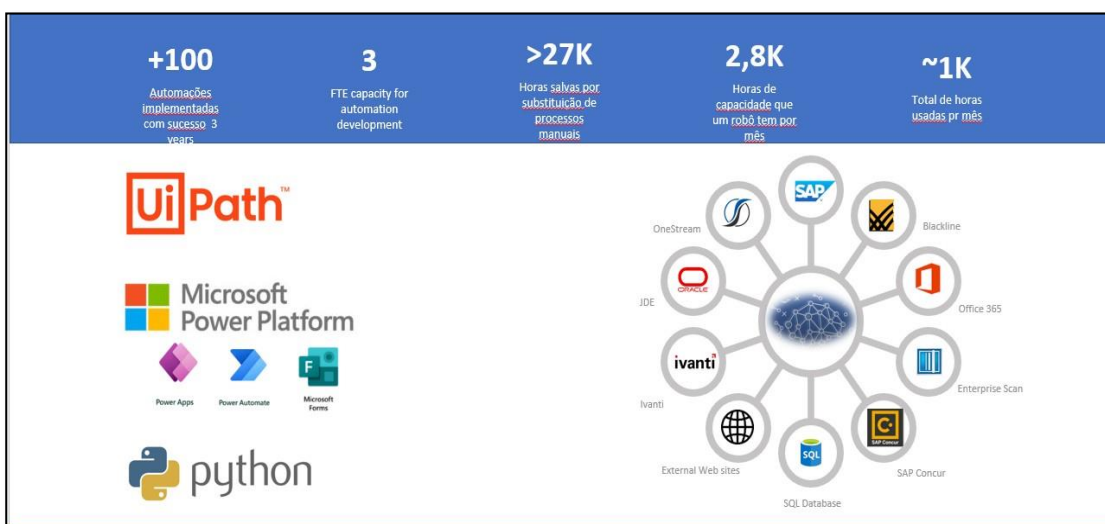 +100
Automações
implementadas
com sucesso 3
years
3
FTE capacity for
automation
development
>27K
Horas salvas por
substituição de
processos
manuais
2,8K
Horas de
capacidade que
um robô tem por
mês
~1K
Total de horas
usadas pr mês
UiPath™
Microsoft
Power Platform
Power Apps
Power Automate
F
Microsoft
Forms
python
SAP
OneStream
Blackline
ORACLE
JDE
Office 365
ivanti
Ivanti
Enterprise Scan
External Web sites
SQL
SQL Database
C.
SAP Concur
SAP Concur